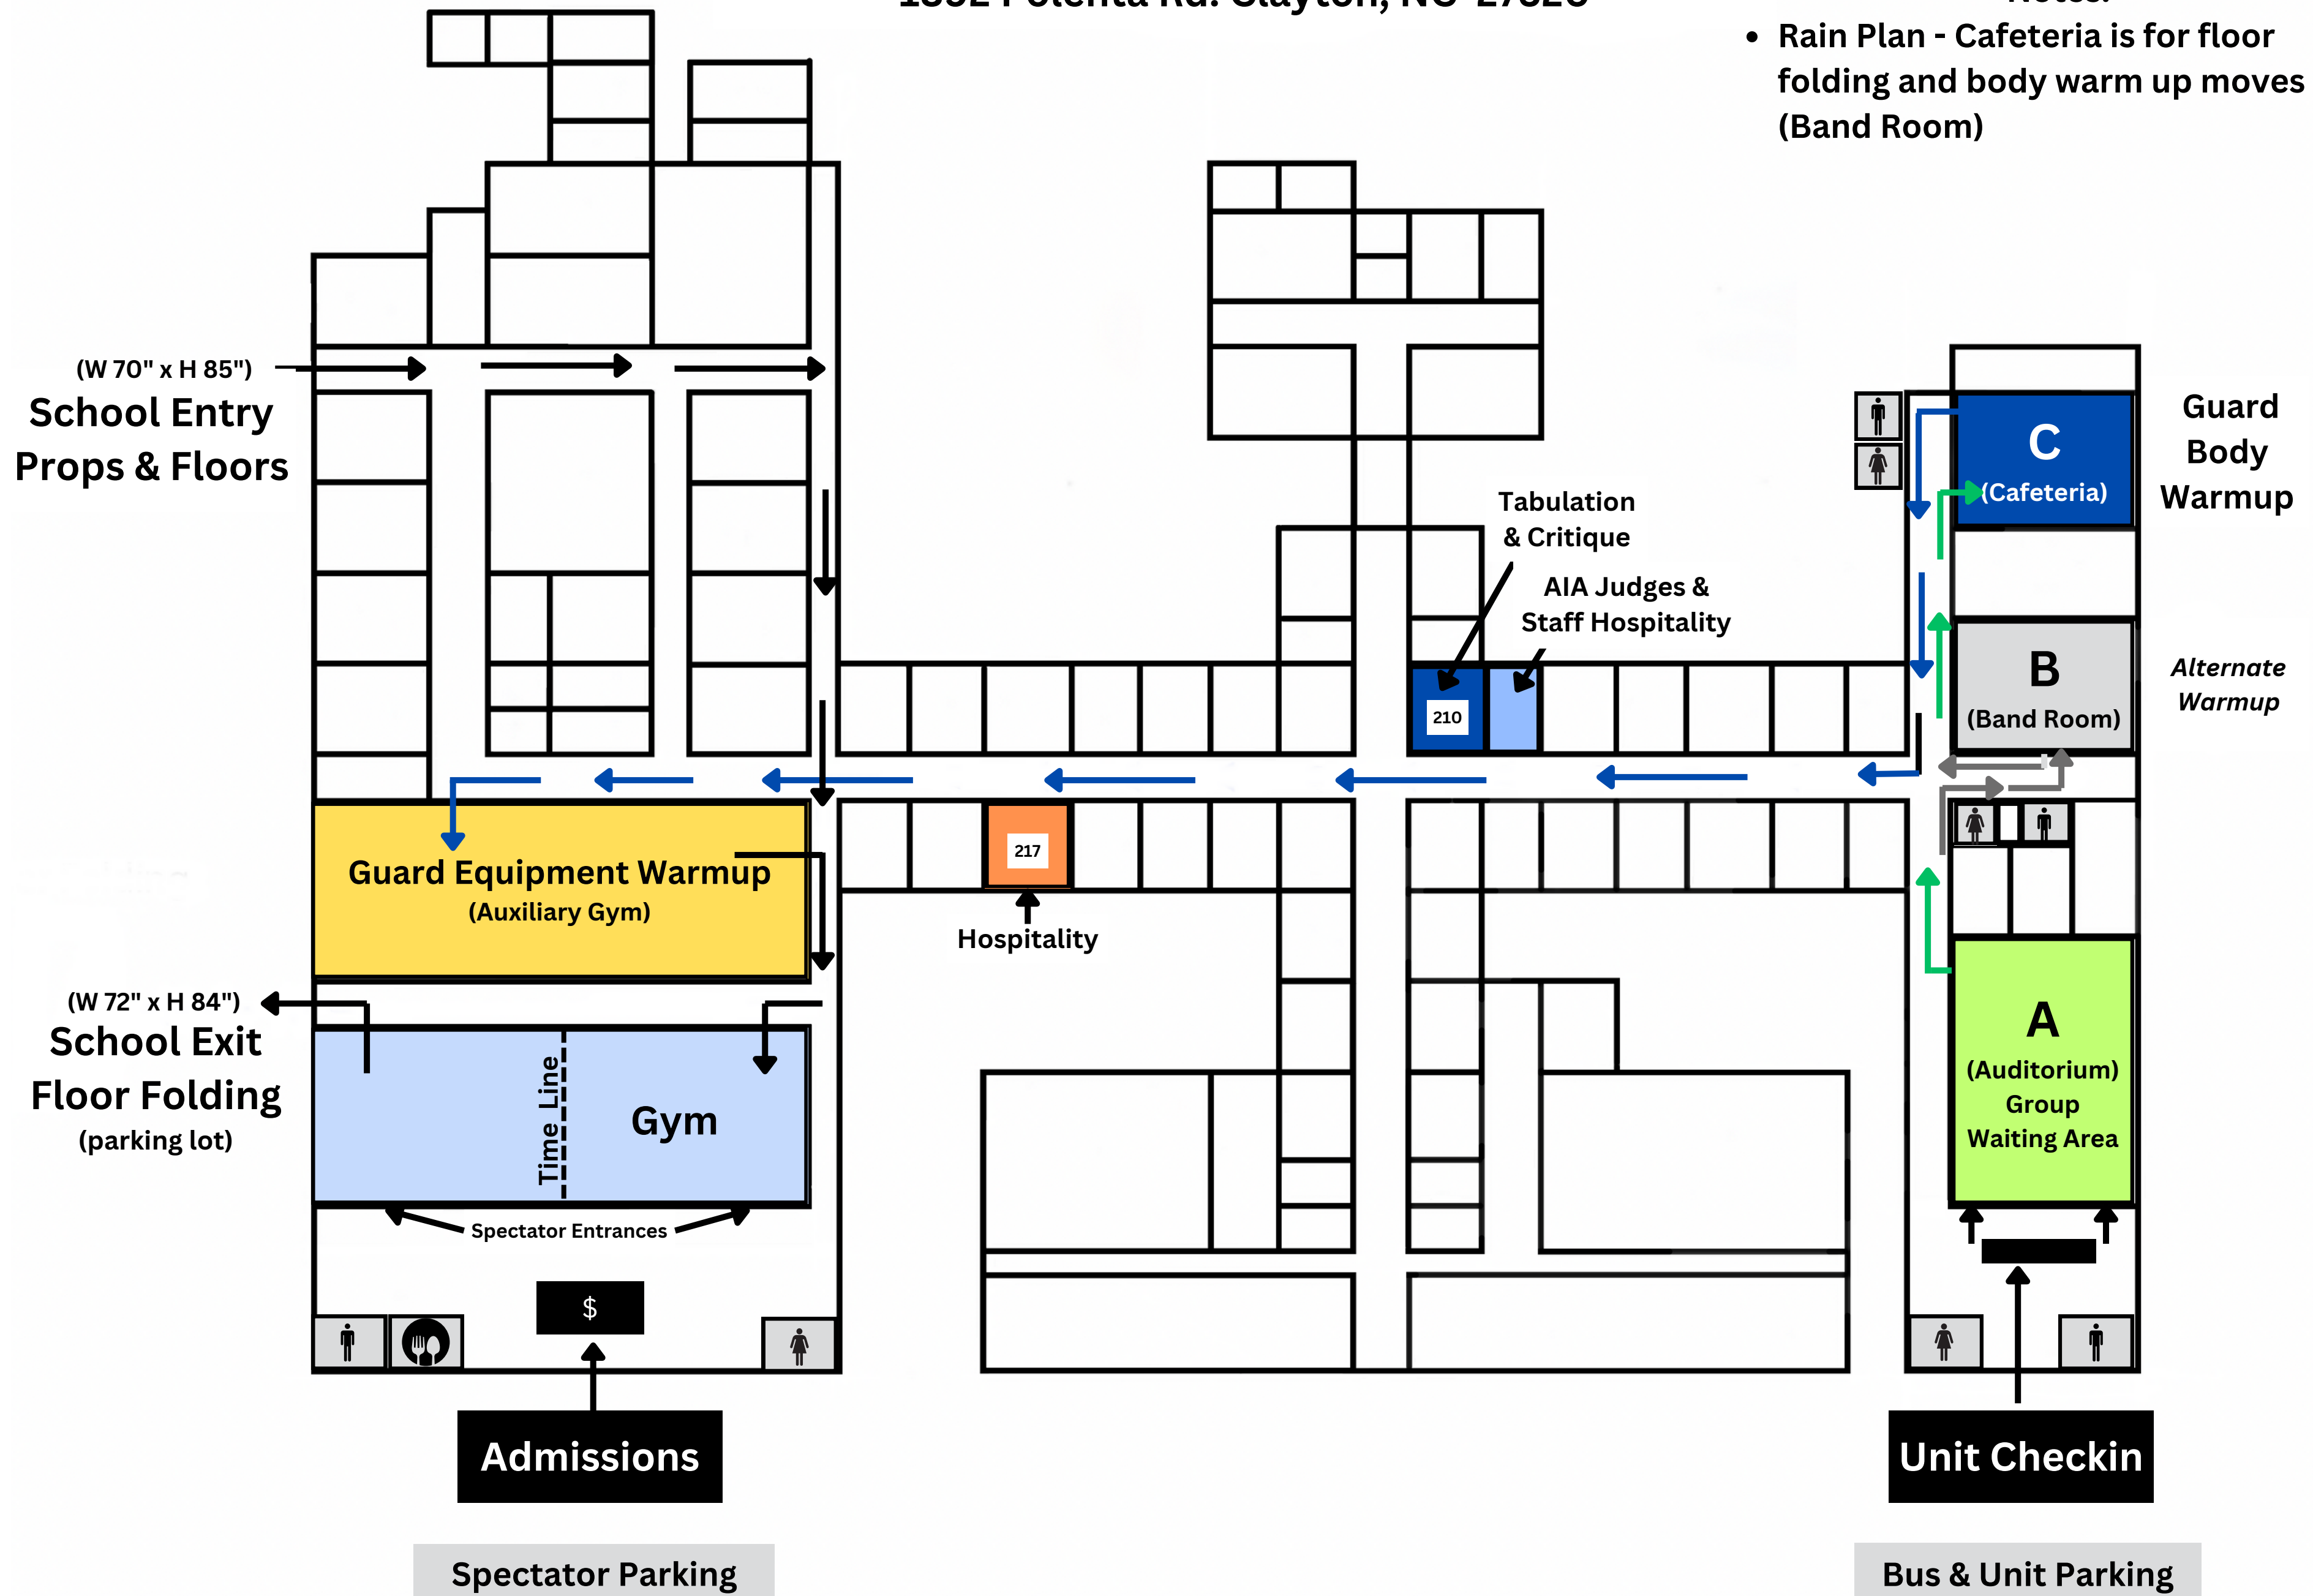 Rain Plan - Cafeteria is for floor
folding and body warm up moves
(Band Room)
(W 70" x H 85")
School Entry
Props & Floors
C
(Cafeteria)
Guard
Body
Warmup
Tabulation
& Critique
AIA Judges &
Staff Hospitality
B
(Band Room)
Alternate
Warmup
210
Guard Equipment Warmup
(Auxiliary Gym)
217
Hospitality
(W 72" x H 84")
School Exit
Floor Folding
(parking lot)
Time Line
Gym
A
(Auditorium)
Group
Waiting Area
Spectator Entrances
$
Admissions
Unit Checkin
Spectator Parking
Bus & Unit Parking